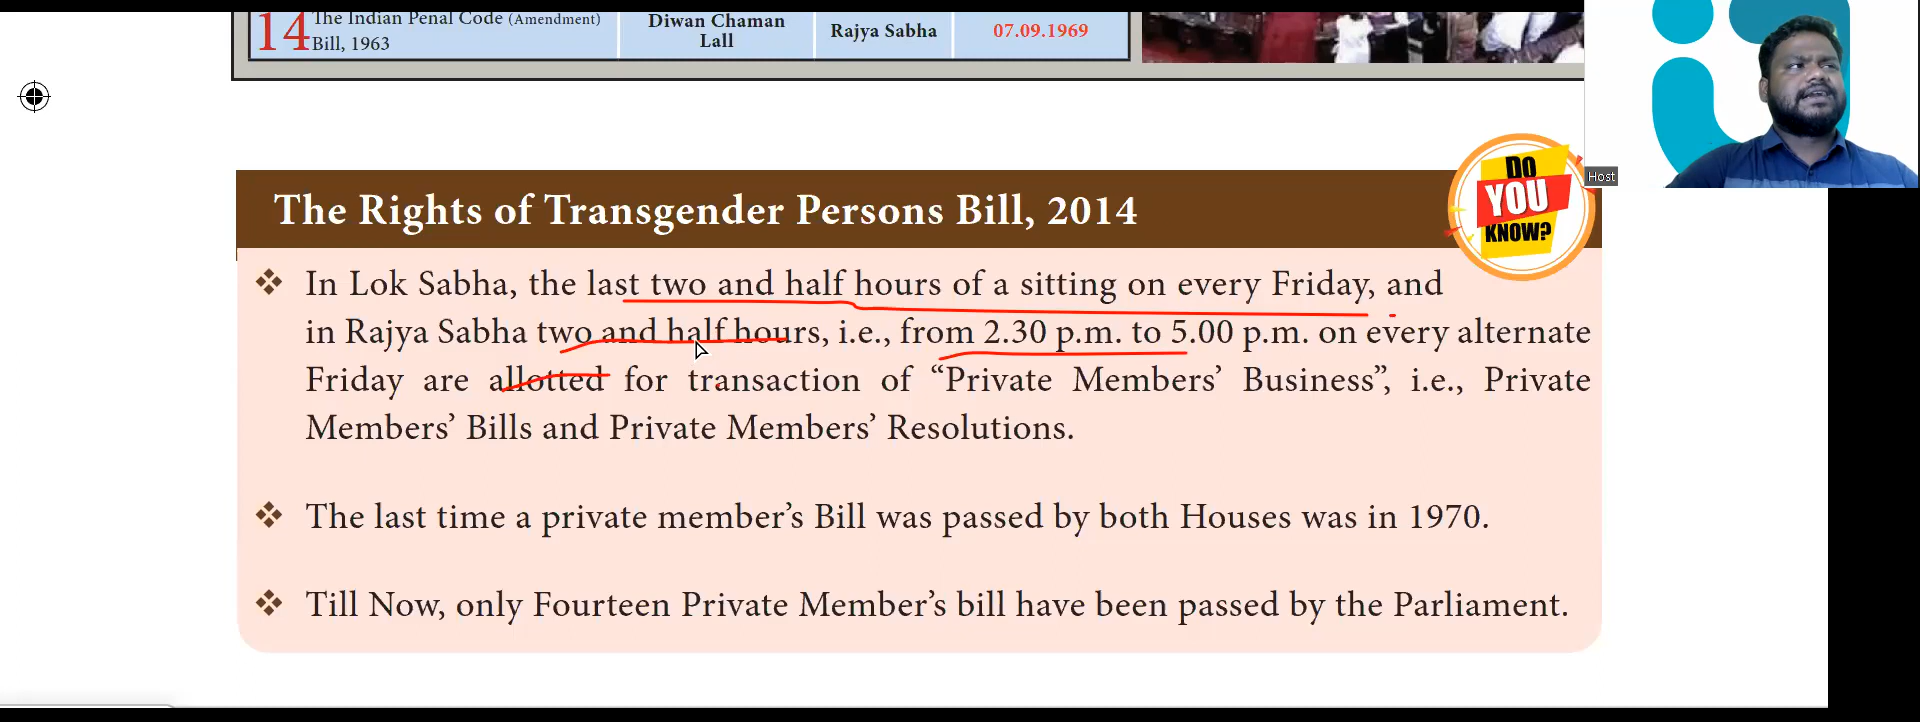 14 The Indian Penal Code (Amendment)
Bill, 1963
Diwan Chaman
Lall
Rajya Sabha
07.09.1969
Host
DO
YOU
KNOW?
The Rights of Transgender Persons Bill, 2014
❖ In Lok Sabha, the last two and half hours of a sitting on every Friday, and
in Rajya Sabha two and half hours, i.e., from 2.30 p.m. to 5.00 p.m. on every alternate
Friday are allotted for transaction of “Private Members’ Business”, i.e., Private
Members’ Bills and Private Members’ Resolutions.
❖ The last time a private member’s Bill was passed by both Houses was in 1970.
❖ Till Now, only Fourteen Private Member’s bill have been passed by the Parliament.